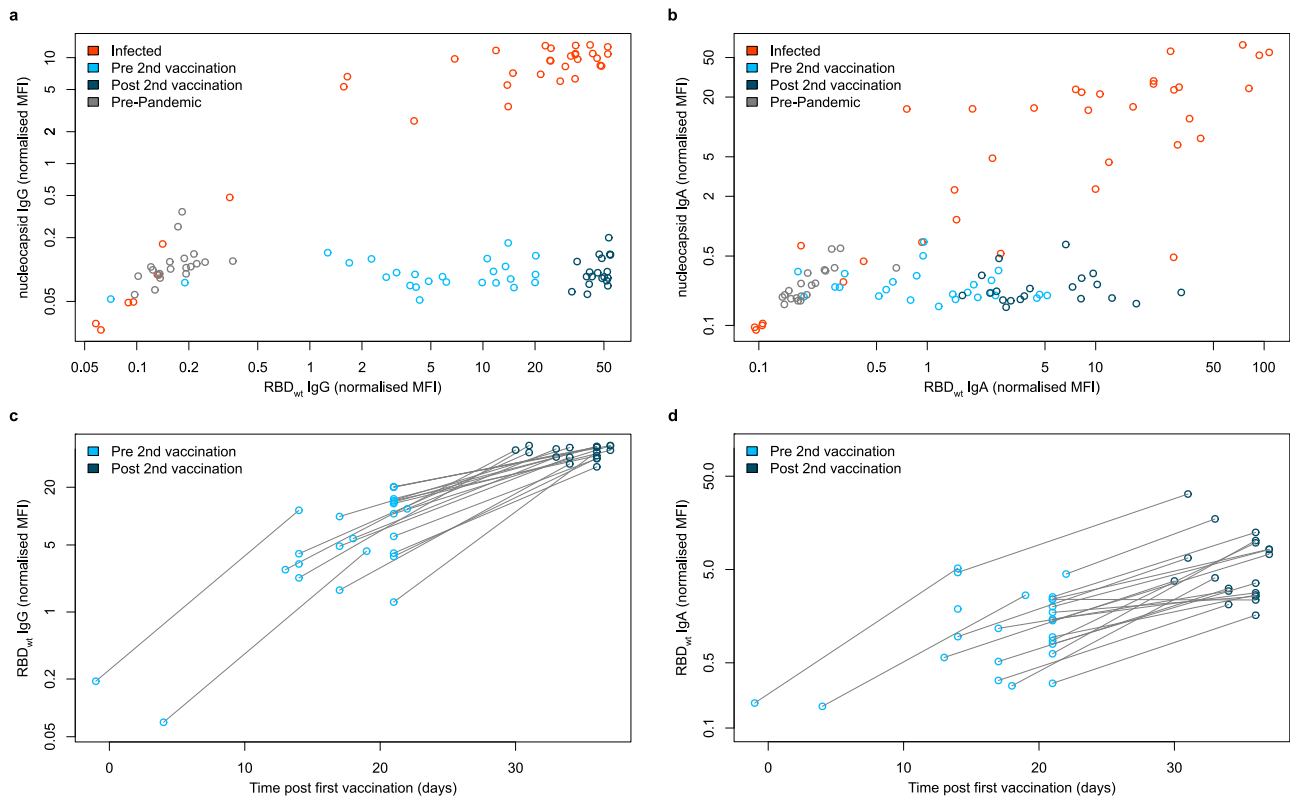 a
Infected
Pre 2nd vaccination
Post 2nd vaccination
Pre-Pandemic
nucleocapsid IgG (normalised MFI)
10
5
2
1
0.5
0.2
0.05
0.05 0.1 0.2 0.5 1 2 5 10 20 50
RBDwt IgG (normalised MFI)
b
Infected
Pre 2nd vaccination
Post 2nd vaccination
Pre-Pandemic
nucleocapsid IgA (normalised MFI)
50
20
5
2
0.5
0.1
0.1 0.5 1 5 10 50 100
RBDwt IgA (normalised MFI)
c
Pre 2nd vaccination
Post 2nd vaccination
RBDwt IgG (normalised MFI)
20
5
1
0.2
0.05
0 10 20 30
Time post first vaccination (days)
d
Pre 2nd vaccination
Post 2nd vaccination
RBDwt IgA (normalised MFI)
50.0
5.0
0.5
0.1
0 10 20 30
Time post first vaccination (days)